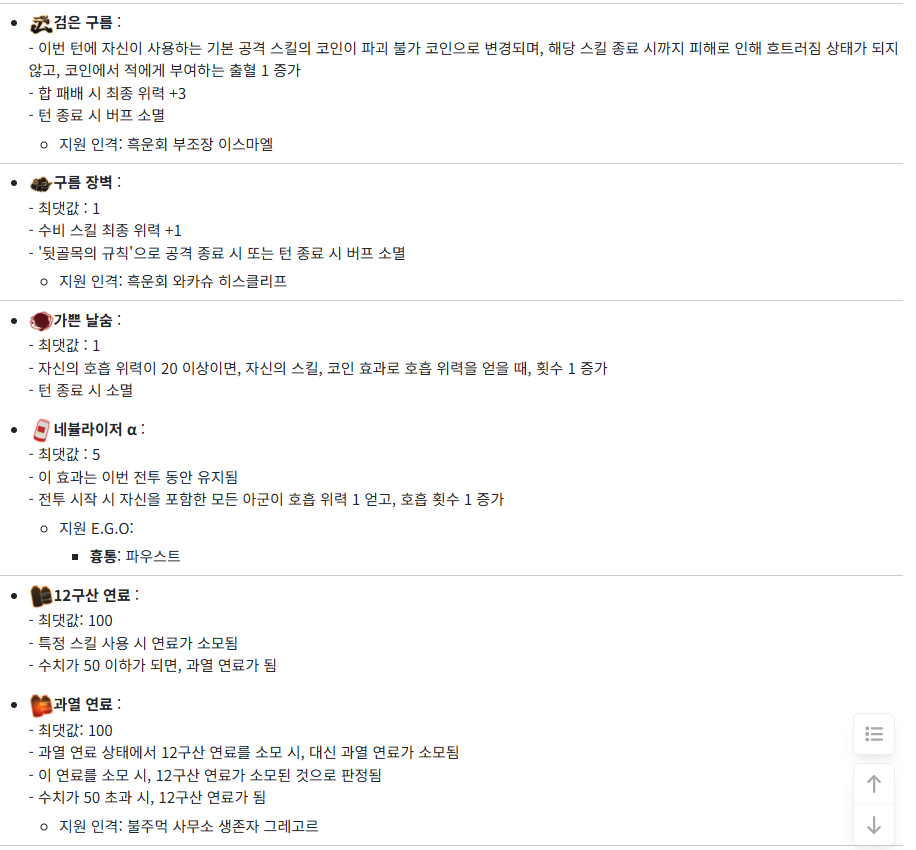 검은 구름 :
- 이번 턴에 자신이 사용하는 기본 공격 스킬의 코인이 파괴 불가 코인으로 변경되며, 해당 스킬 종료 시까지 피해로 인해 흐트러짐 상태가 되지
않고, 코인에서 적에게 부여하는 출혈 1 증가
- 합 패배 시 최종 위력 +3
- 턴 종료 시 버프 소멸
지원 인격: 흑운회 부조장 이스마엘
구름 장벽 :
- 최댓값 : 1
- 수비 스킬 최종 위력 +1
- '뒷골목의 규칙'으로 공격 종료 시 또는 턴 종료 시 버프 소멸
지원 인격: 흑운회 와카슈 히스클리프
가쁜 날숨 :
- 최댓값 : 1
- 자신의 호흡 위력이 20 이상이면, 자신의 스킬, 코인 효과로 호흡 위력을 얻을 때, 횟수 1 증가
- 턴 종료 시 소멸
네뷸라이저 α :
- 최댓값 : 5
- 이 효과는 이번 전투 동안 유지됨
- 전투 시작 시 자신을 포함한 모든 아군이 호흡 위력 1 얻고, 호흡 횟수 1 증가
지원 E.G.O:
흉통: 파우스트
12구산 연료 :
- 최댓값: 100
- 특정 스킬 사용 시 연료가 소모됨
- 수치가 50 이하가 되면, 과열 연료가 됨
과열 연료 :
- 최댓값: 100
- 과열 연료 상태에서 12구산 연료를 소모 시, 대신 과열 연료가 소모됨
- 이 연료를 소모 시, 12구산 연료가 소모된 것으로 판정됨
- 수치가 50 초과 시, 12구산 연료가 됨
지원 인격: 불주먹 사무소 생존자 그레고르